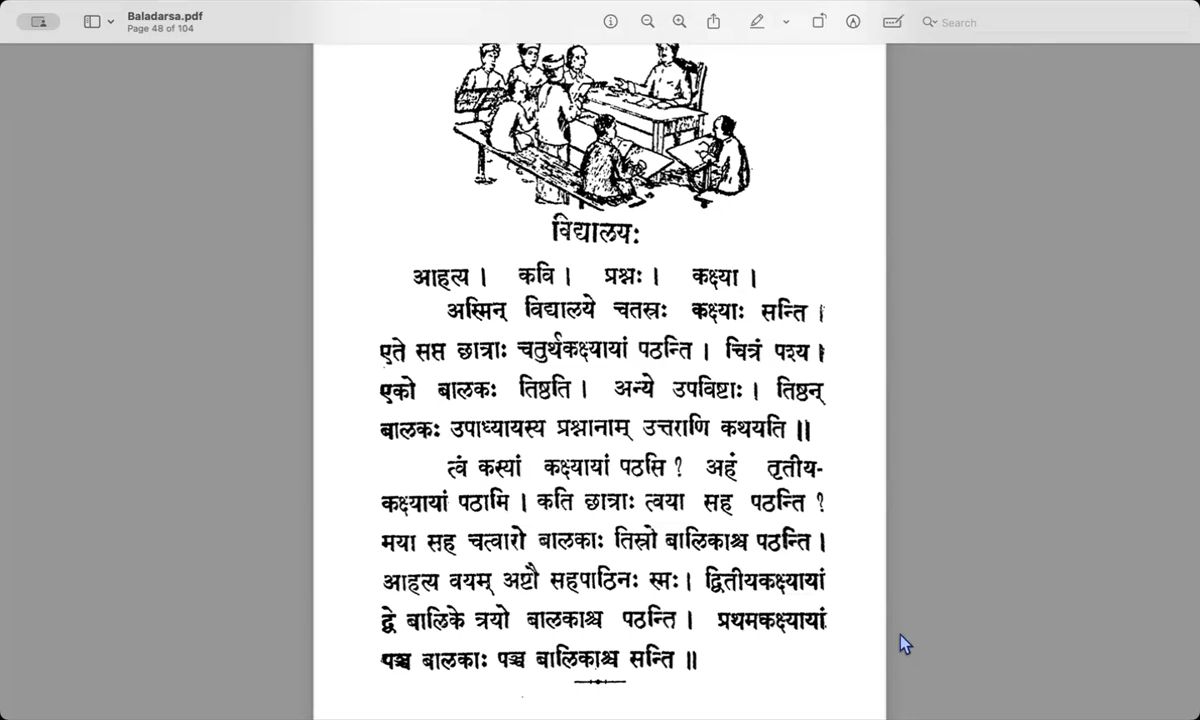 Baladarsa.pdf
Page 48 of 104
Search
विद्यालयः
आहत्य । कवि । प्रश्नः । कक्ष्या ।
अस्मिन् विद्यालये चतस्रः कक्ष्याः सन्ति ।
एते सप्त छात्राः चतुर्थकक्ष्यायां पठन्ति । चित्रं पश्य ।
एको बालकः तिष्ठति । अन्ये उपविष्टाः । तिष्ठन्
बालकः उपाध्यायस्य प्रश्नानाम् उत्तराणि कथयति ॥
त्वं कस्यां कक्ष्यायां पठसि ? अहं तृतीय-
कक्ष्यायां पठामि । कति छात्राः त्वया सह पठन्ति ?
मया सह चत्वारो बालकाः तिस्रो बालिकाश्च पठन्ति ।
आहत्य वयम् अष्टौ सहपाठिनः स्मः । द्वितीयकक्ष्यायां
द्वे बालिके त्रयो बालकाश्च पठन्ति । प्रथमकक्ष्यायां
पञ्च बालकाः पञ्च बालिकाश्च सन्ति ॥